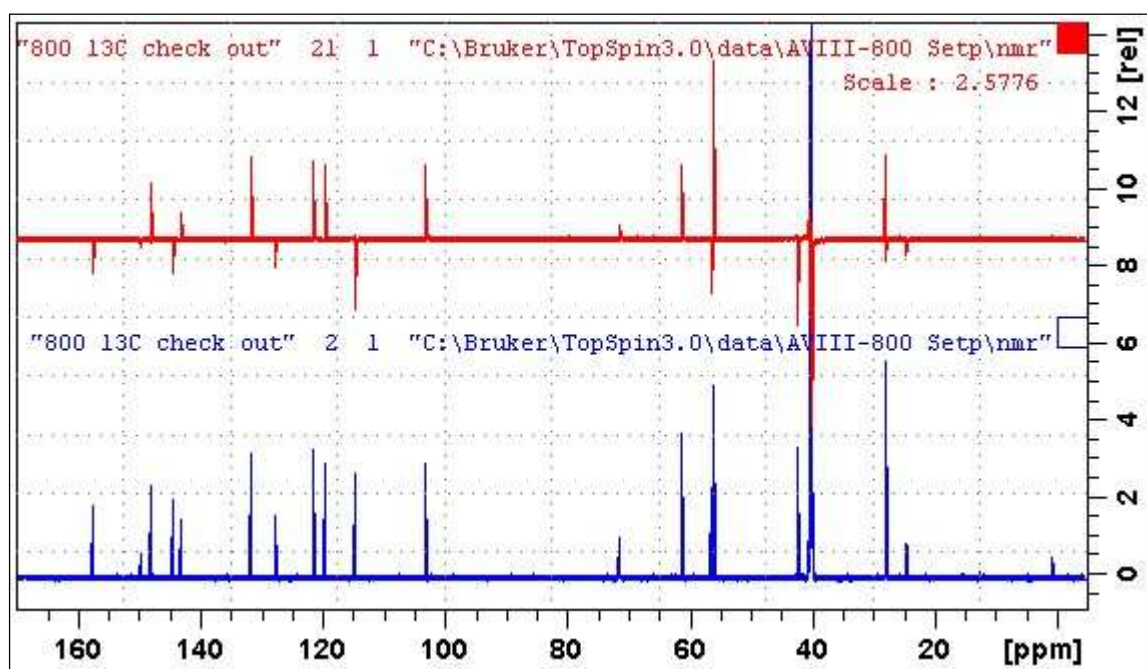 "800 13C check out" 21 1 "C:\Bruker\TopSpin3.0\data\AVIII-800 Setp\nmr"
Scale : 2.5776
"800 13C check out" 2 1 "C:\Bruker\TopSpin3.0\data\AVIII-800 Setp\nmr"
[rel]
12
10
8
6
4
2
0
160 140 120 100 80 60 40 20 [ppm]